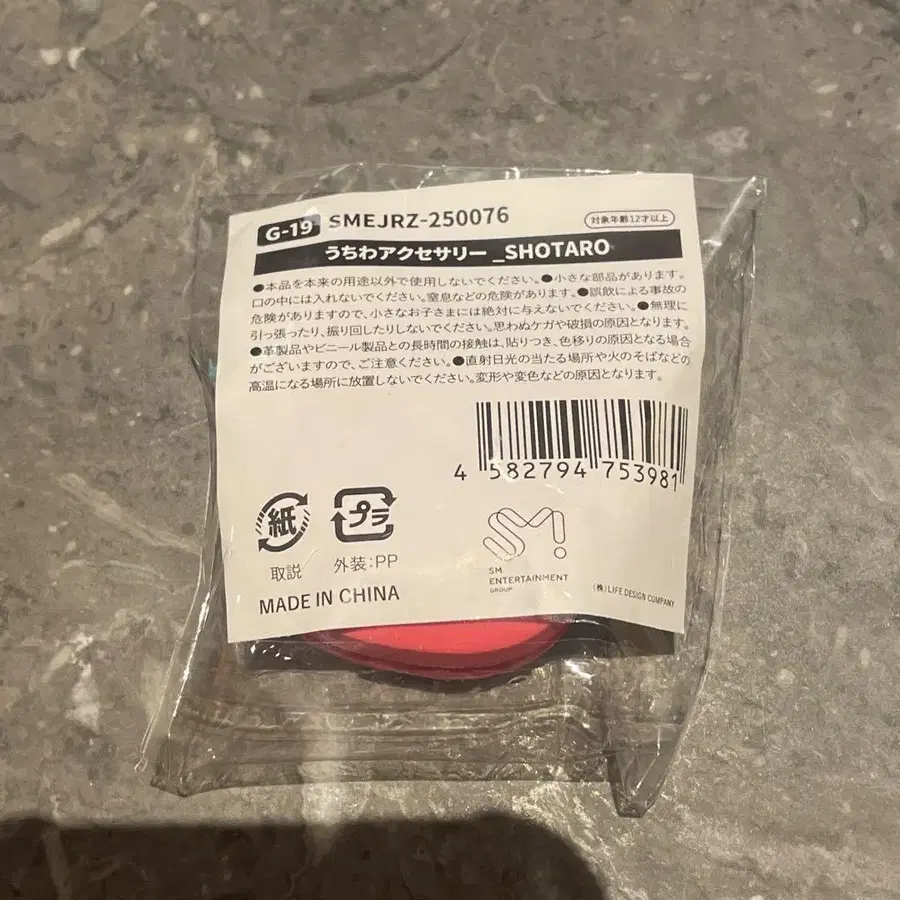 G-19 SMEJRZ-250076 対象年齢12才以上
うちわアクセサリー_SHOTARO
●本品を本来の用途以外で使用しないでください。●小さな部品があります。
口の中には入れないでください。窒息などの危険があります。●誤飲による事故の
危険がありますので、小さなお子さまには絶対に与えないでください。●無理に
引っ張ったり、振り回したりしないでください。思わぬケガや破損の原因となります。
●革製品やビニール製品との長時間の接触は、貼りつき、色移りの原因となる場合
がございますので、ご注意ください。●直射日光の当たる場所や火のそばなどの
高温になる場所に放置しないでください。変形や変色などの原因となります。
4 582794 753981
紙
プラ
取説
外装:PP
MADE IN CHINA
SM
SM
ENTERTAINMENT
GROUP
(株)LIFE DESIGN COMPANY